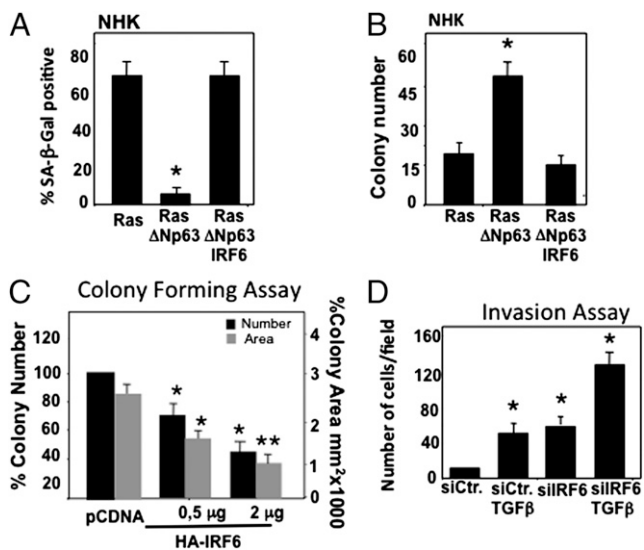 A
NHK
% SA-β-Gal positive
80
60
40
20
0
*
Ras
Ras ΔNp63
Ras ΔNp63 IRF6
B
NHK
Colony number
60
45
30
15
0
*
Ras
Ras ΔNp63
Ras ΔNp63 IRF6
C
Colony Forming Assay
% Colony Number
120
100
80
60
40
20
Number
Area
%Colony Area mm²x1000
4
3
2
1
0
* * * **
pCDNA 0,5 µg 2 µg
HA-IRF6
D
Invasion Assay
Number of cells/field
160
120
80
40
0
* * *
siCtr.
siCtr. TGFβ
siIRF6
siIRF6 TGFβ